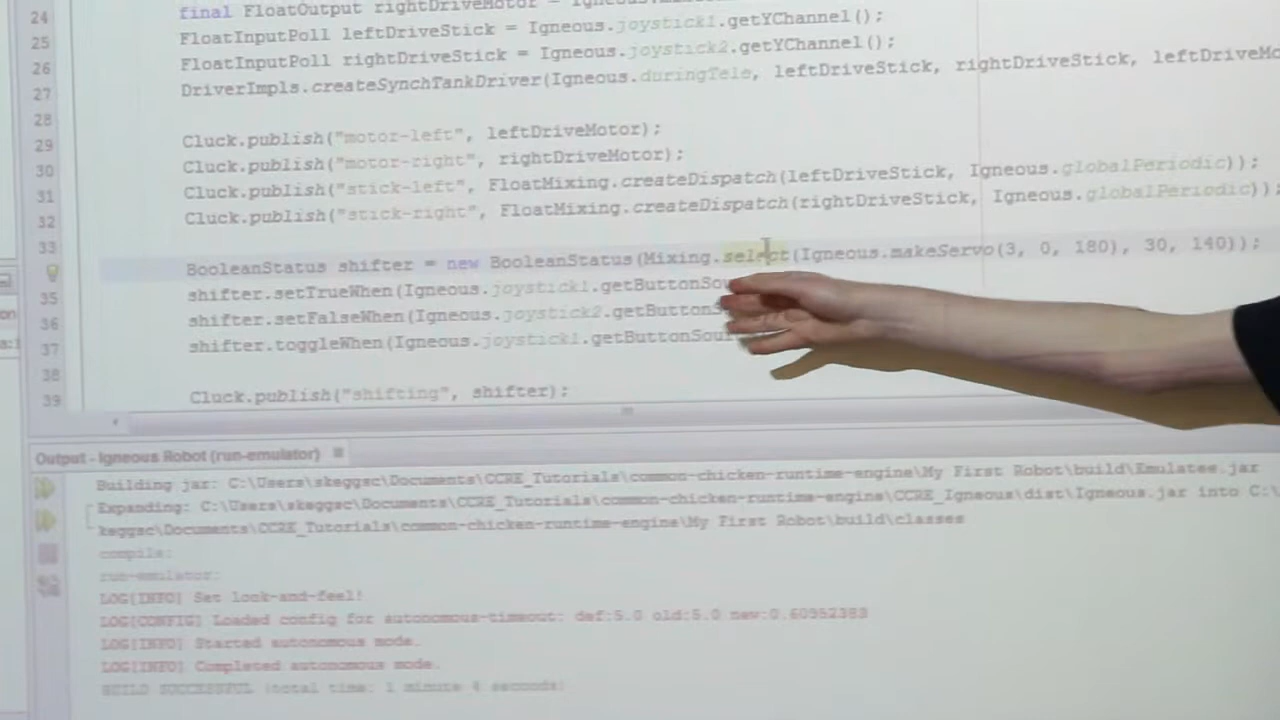 24 final FloatOutput rightDriveMotor = Igneous.
25 FloatInputPoll leftDriveStick = Igneous.joystick1.getYChannel();
26 FloatInputPoll rightDriveStick = Igneous.joystick2.getYChannel();
27 DriverImpls.createSynchTankDriver(Igneous.duringTele, leftDriveStick, rightDriveStick, leftDriveMo
28
29 Cluck.publish("motor-left", leftDriveMotor);
30 Cluck.publish("motor-right", rightDriveMotor);
31 Cluck.publish("stick-left", FloatMixing.createDispatch(leftDriveStick, Igneous.globalPeriodic));
32 Cluck.publish("stick-right", FloatMixing.createDispatch(rightDriveStick, Igneous.globalPeriodic));
33
BooleanStatus shifter = new BooleanStatus(Mixing.select(Igneous.makeServo(3, 0, 180), 30, 140));
35 shifter.setTrueWhen(Igneous.joystick1.getButtonSou
36 shifter.setFalseWhen(Igneous.joystick2.getButtonS
37 shifter.toggleWhen(Igneous.joystick1.getButtonSou
38
39 Cluck.publish("shifting", shifter);
Output - Igneous Robot (run-emulator)
Building jar: C:\Users\skeggsc\Documents\CCRE_Tutorials\common-chicken-runtime-engine\My First Robot\build\Emulatee.jar
Expanding: C:\Users\skeggsc\Documents\CCRE_Tutorials\common-chicken-runtime-engine\CCRE_Igneous\dist\Igneous.jar into C:\
keggsc\Documents\CCRE_Tutorials\common-chicken-runtime-engine\My First Robot\build\classes
compile:
run-emulator:
LOG[INFO] Set look-and-feel!
LOG[CONFIG] Loaded config for autonomous-timeout: def:5.0 old:5.0 new:0.60952383
LOG[INFO] Started autonomous mode.
LOG[INFO] Completed autonomous mode.
BUILD SUCCESSFUL (total time: 1 minute 4 seconds)